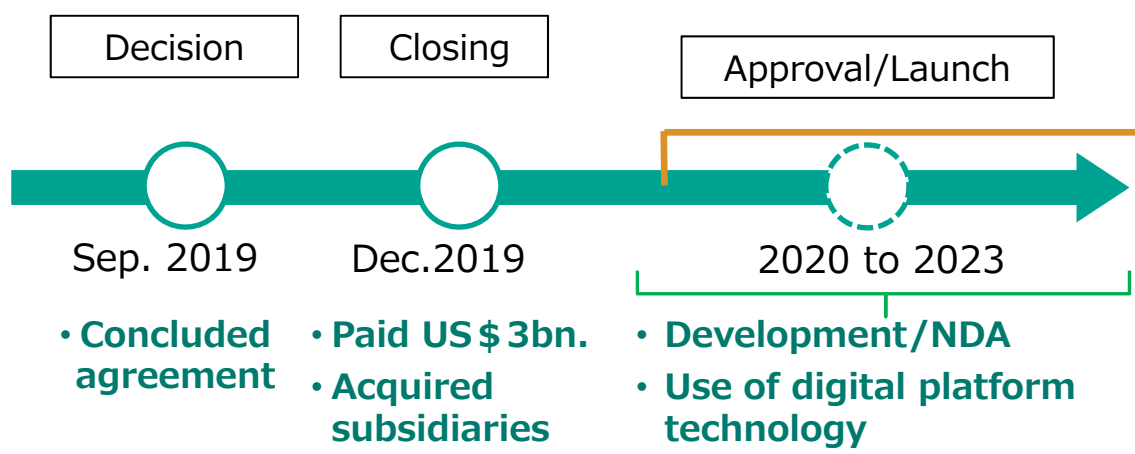 Decision
Closing
Approval/Launch
Sep. 2019
Dec.2019
2020 to 2023
・Concluded
agreement
・Paid US＄3bn.
・Acquired
subsidiaries
・Development/NDA
・Use of digital platform
technology